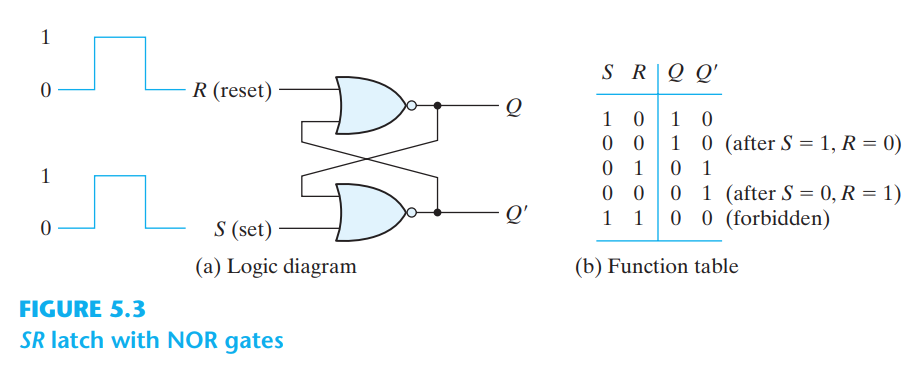 1
0
R (reset)
Q
1
0
S (set)
Q'
(a) Logic diagram
S R Q Q'
1 0 1 0
0 0 1 0 (after S = 1, R = 0)
0 1 0 1
0 0 0 1 (after S = 0, R = 1)
1 1 0 0 (forbidden)
(b) Function table
FIGURE 5.3
SR latch with NOR gates